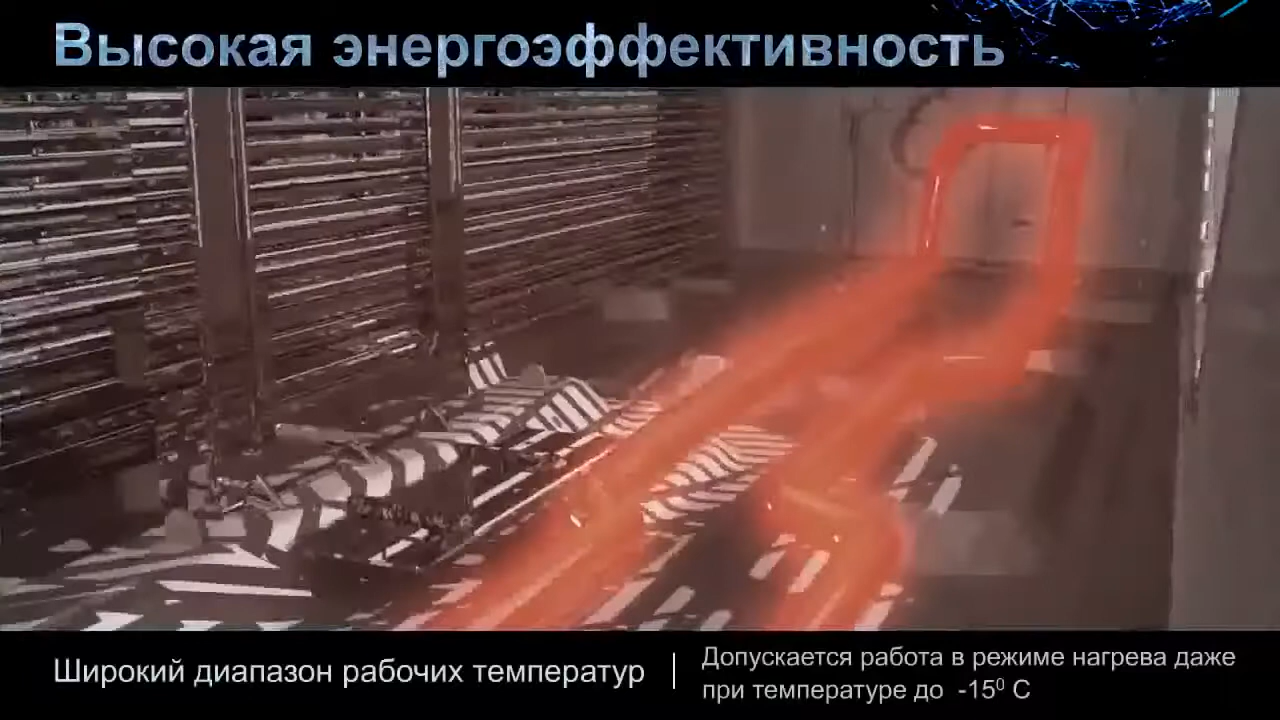 Высокая энергоэффективность
Широкий диапазон рабочих температур
Допускается работа в режиме нагрева даже
при температуре до -15⁰ С